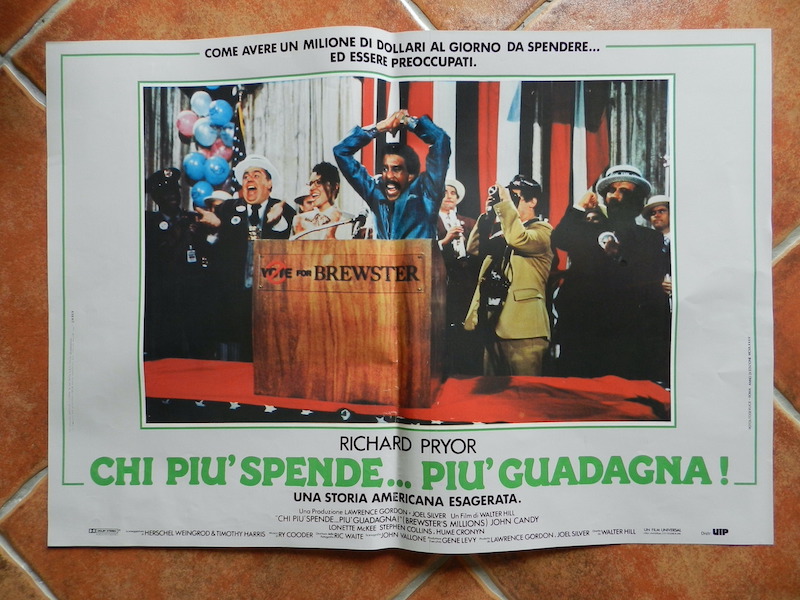 COME AVERE UN MILIONE DI DOLLARI AL GIORNO DA SPENDERE...
ED ESSERE PREOCCUPATI.
VOTE FOR BREWSTER
RICHARD PRYOR
CHI PIU' SPENDE... PIU' GUADAGNA!
UNA STORIA AMERICANA ESAGERATA.
Una Produzione LAWRENCE GORDON - JOEL SILVER Un Film di WALTER HILL
"CHI PIU' SPENDE...PIU' GUADAGNA!" (BREWSTER'S MILLIONS) JOHN CANDY
LONETTE McKEE STEPHEN COLLINS, HUME CRONYN
HERSCHEL WEINGROD & TIMOTHY HARRIS RY COODER RIC WAITE JOHN VALLONE GENE LEVY LAWRENCE GORDON - JOEL SILVER WALTER HILL
UN FILM UNIVERSAL
UIP